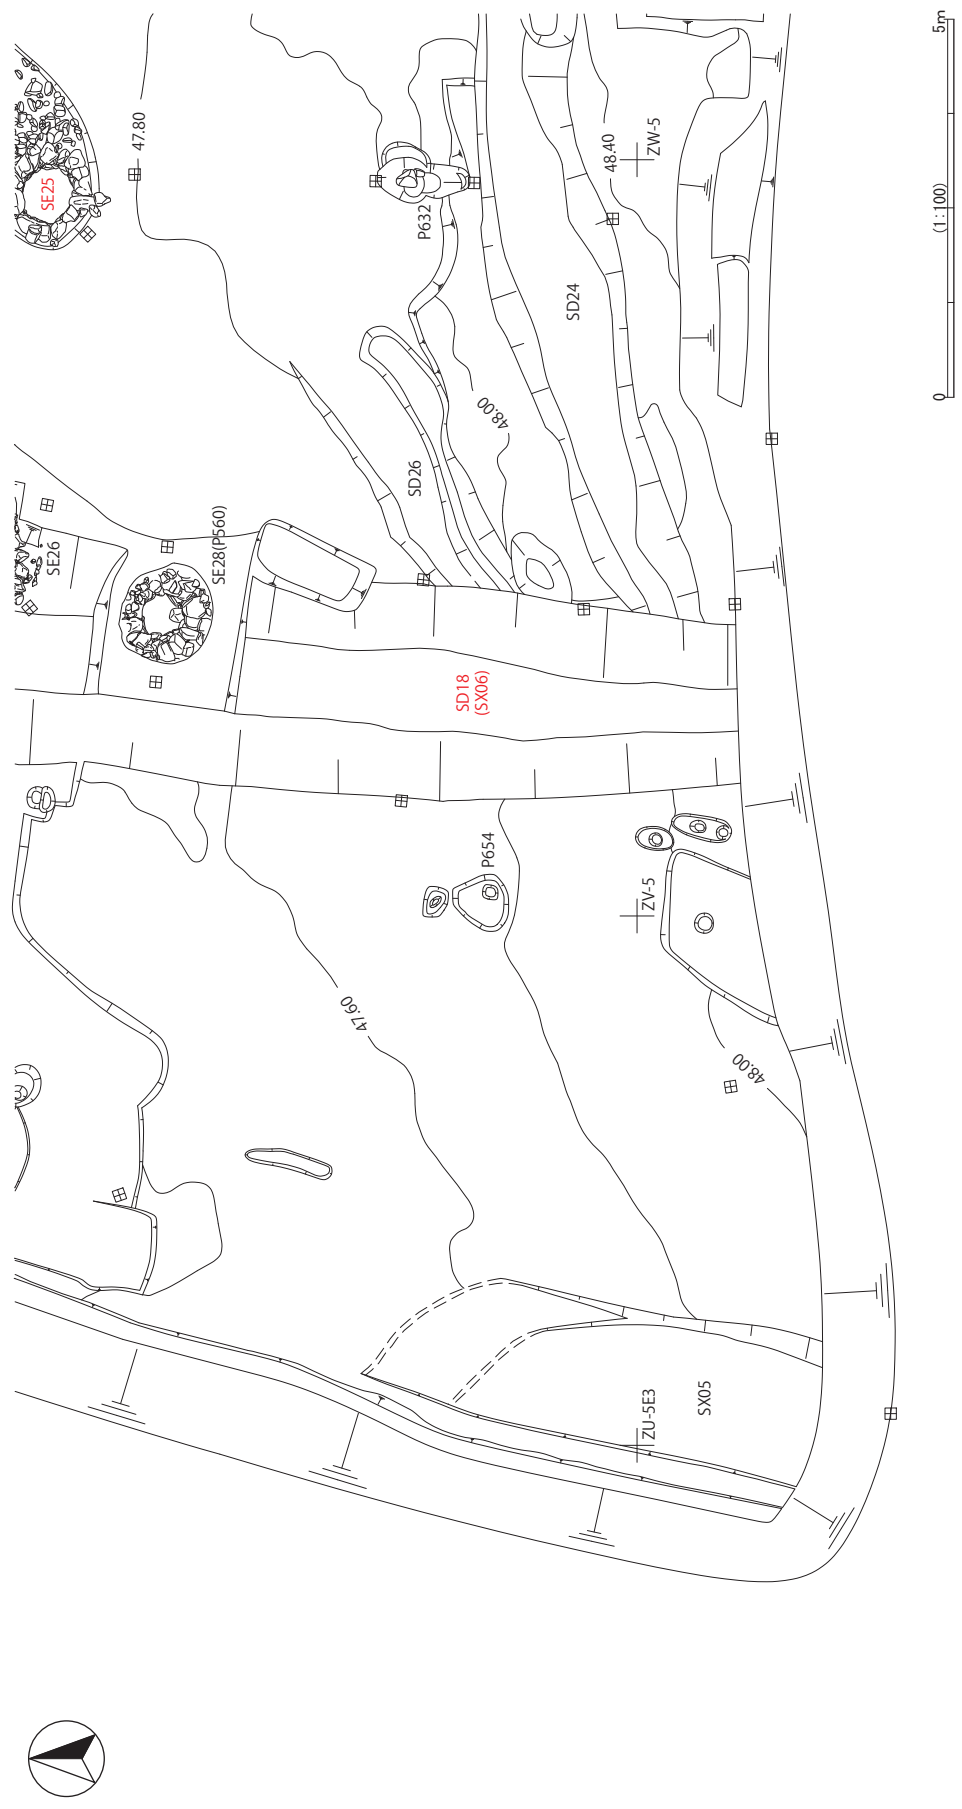 5m
(1:100)
0
SE25
47.80
P632
48.40
ZW-5
SD24
48.00
SD26
SE26
SE28(P560)
SD18
(SX06)
P654
ZV-5
47.60
48.00
ZU-5E3
SX05